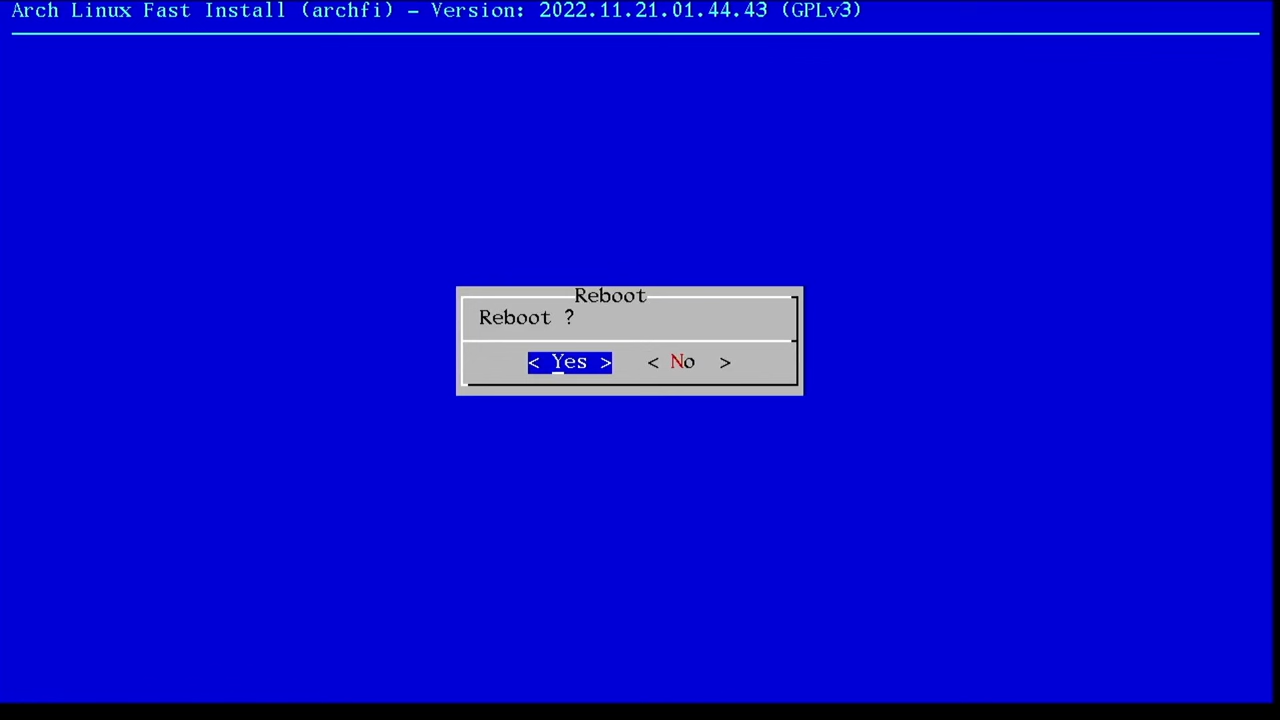 Arch Linux Fast Install (archfi) - Version: 2022.11.21.01.44.43 (GPLv3)
Reboot
Reboot ?
< Yes > < No >